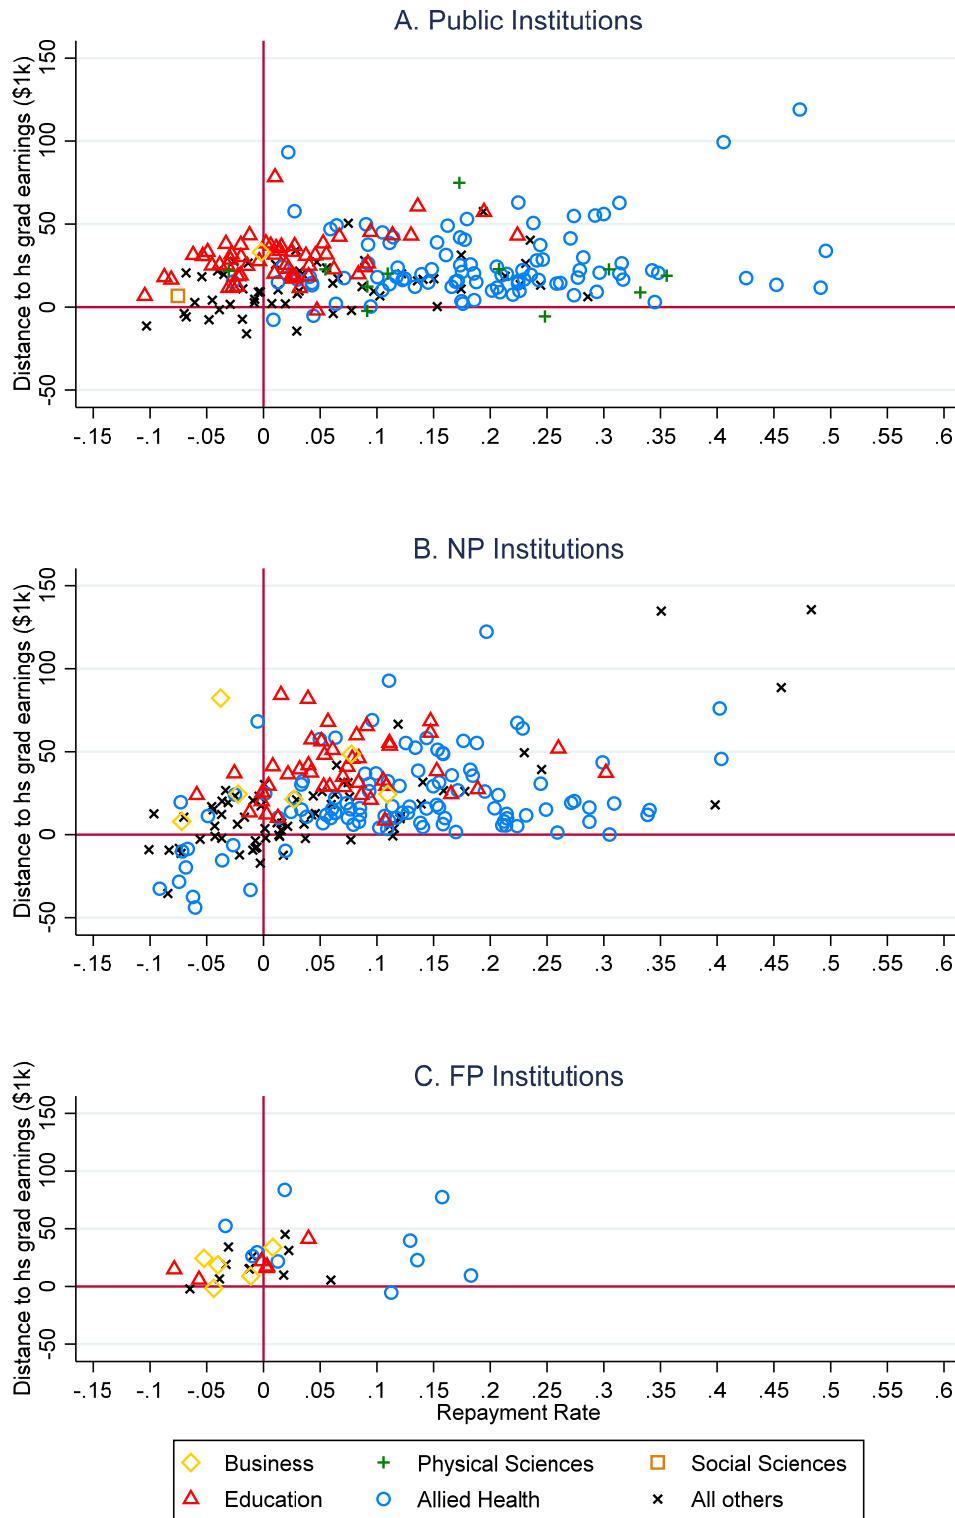 A. Public Institutions
Distance to hs grad earnings ($1k)
150
100
50
0
-50
-.15 -.1 -.05 0 .05 .1 .15 .2 .25 .3 .35 .4 .45 .5 .55 .6
B. NP Institutions
Distance to hs grad earnings ($1k)
150
100
50
0
-50
-.15 -.1 -.05 0 .05 .1 .15 .2 .25 .3 .35 .4 .45 .5 .55 .6
C. FP Institutions
Distance to hs grad earnings ($1k)
150
100
50
0
-50
-.15 -.1 -.05 0 .05 .1 .15 .2 .25 .3 .35 .4 .45 .5 .55 .6
Repayment Rate
Business Physical Sciences Social Sciences
Education Allied Health All others